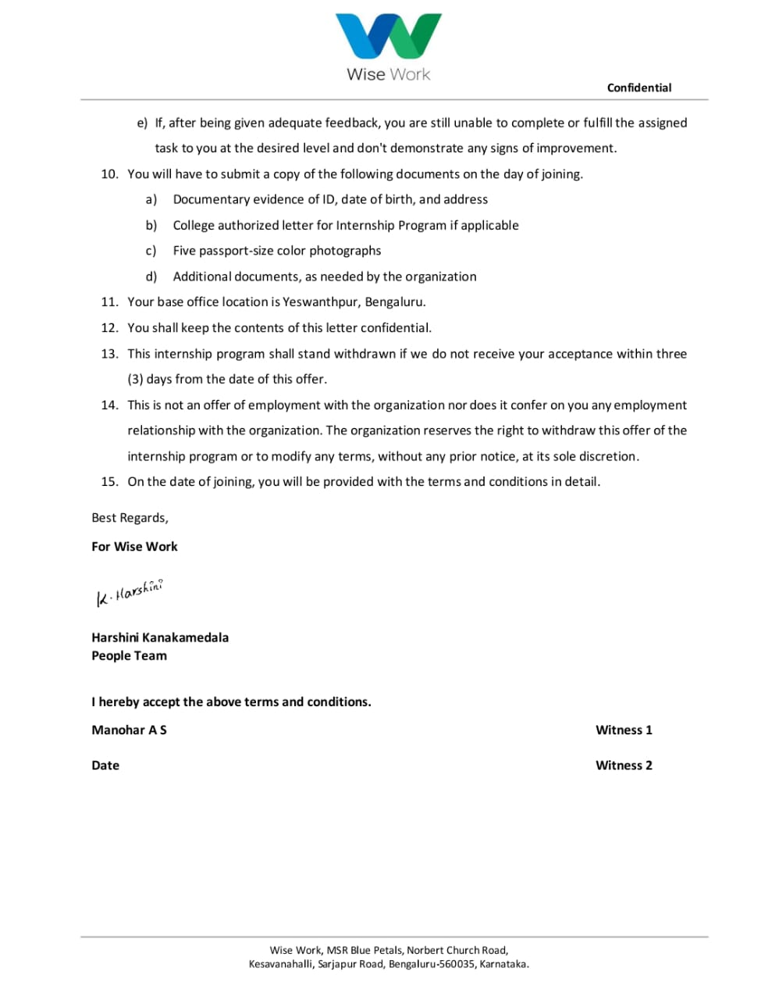 Wise Work
Confidential
e) If, after being given adequate feedback, you are still unable to complete or fulfill the assigned
task to you at the desired level and don't demonstrate any signs of improvement.
10. You will have to submit a copy of the following documents on the day of joining.
a) Documentary evidence of ID, date of birth, and address
b) College authorized letter for Internship Program if applicable
c) Five passport-size color photographs
d) Additional documents, as needed by the organization
11. Your base office location is Yeswanthpur, Bengaluru.
12. You shall keep the contents of this letter confidential.
13. This internship program shall stand withdrawn if we do not receive your acceptance within three
(3) days from the date of this offer.
14. This is not an offer of employment with the organization nor does it confer on you any employment
relationship with the organization. The organization reserves the right to withdraw this offer of the
internship program or to modify any terms, without any prior notice, at its sole discretion.
15. On the date of joining, you will be provided with the terms and conditions in detail.
Best Regards,
For Wise Work
K. Harshini
Harshini Kanakamedala
People Team
I hereby accept the above terms and conditions.
Manohar A S Witness 1
Date Witness 2
Wise Work, MSR Blue Petals, Norbert Church Road,
Kesavanahalli, Sarjapur Road, Bengaluru-560035, Karnataka.